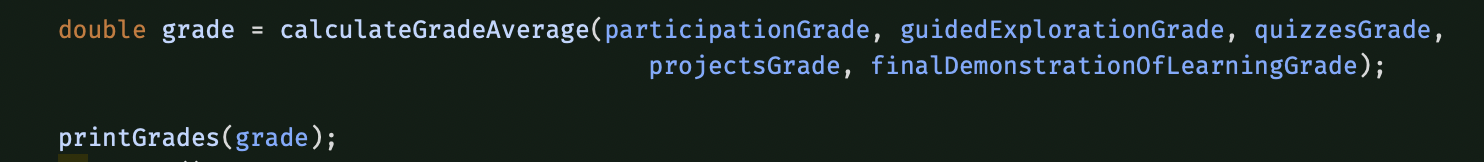 double grade = calculateGradeAverage(participationGrade, guidedExplorationGrade, quizzesGrade,
projectsGrade, finalDemonstrationOfLearningGrade);
printGrades(grade);